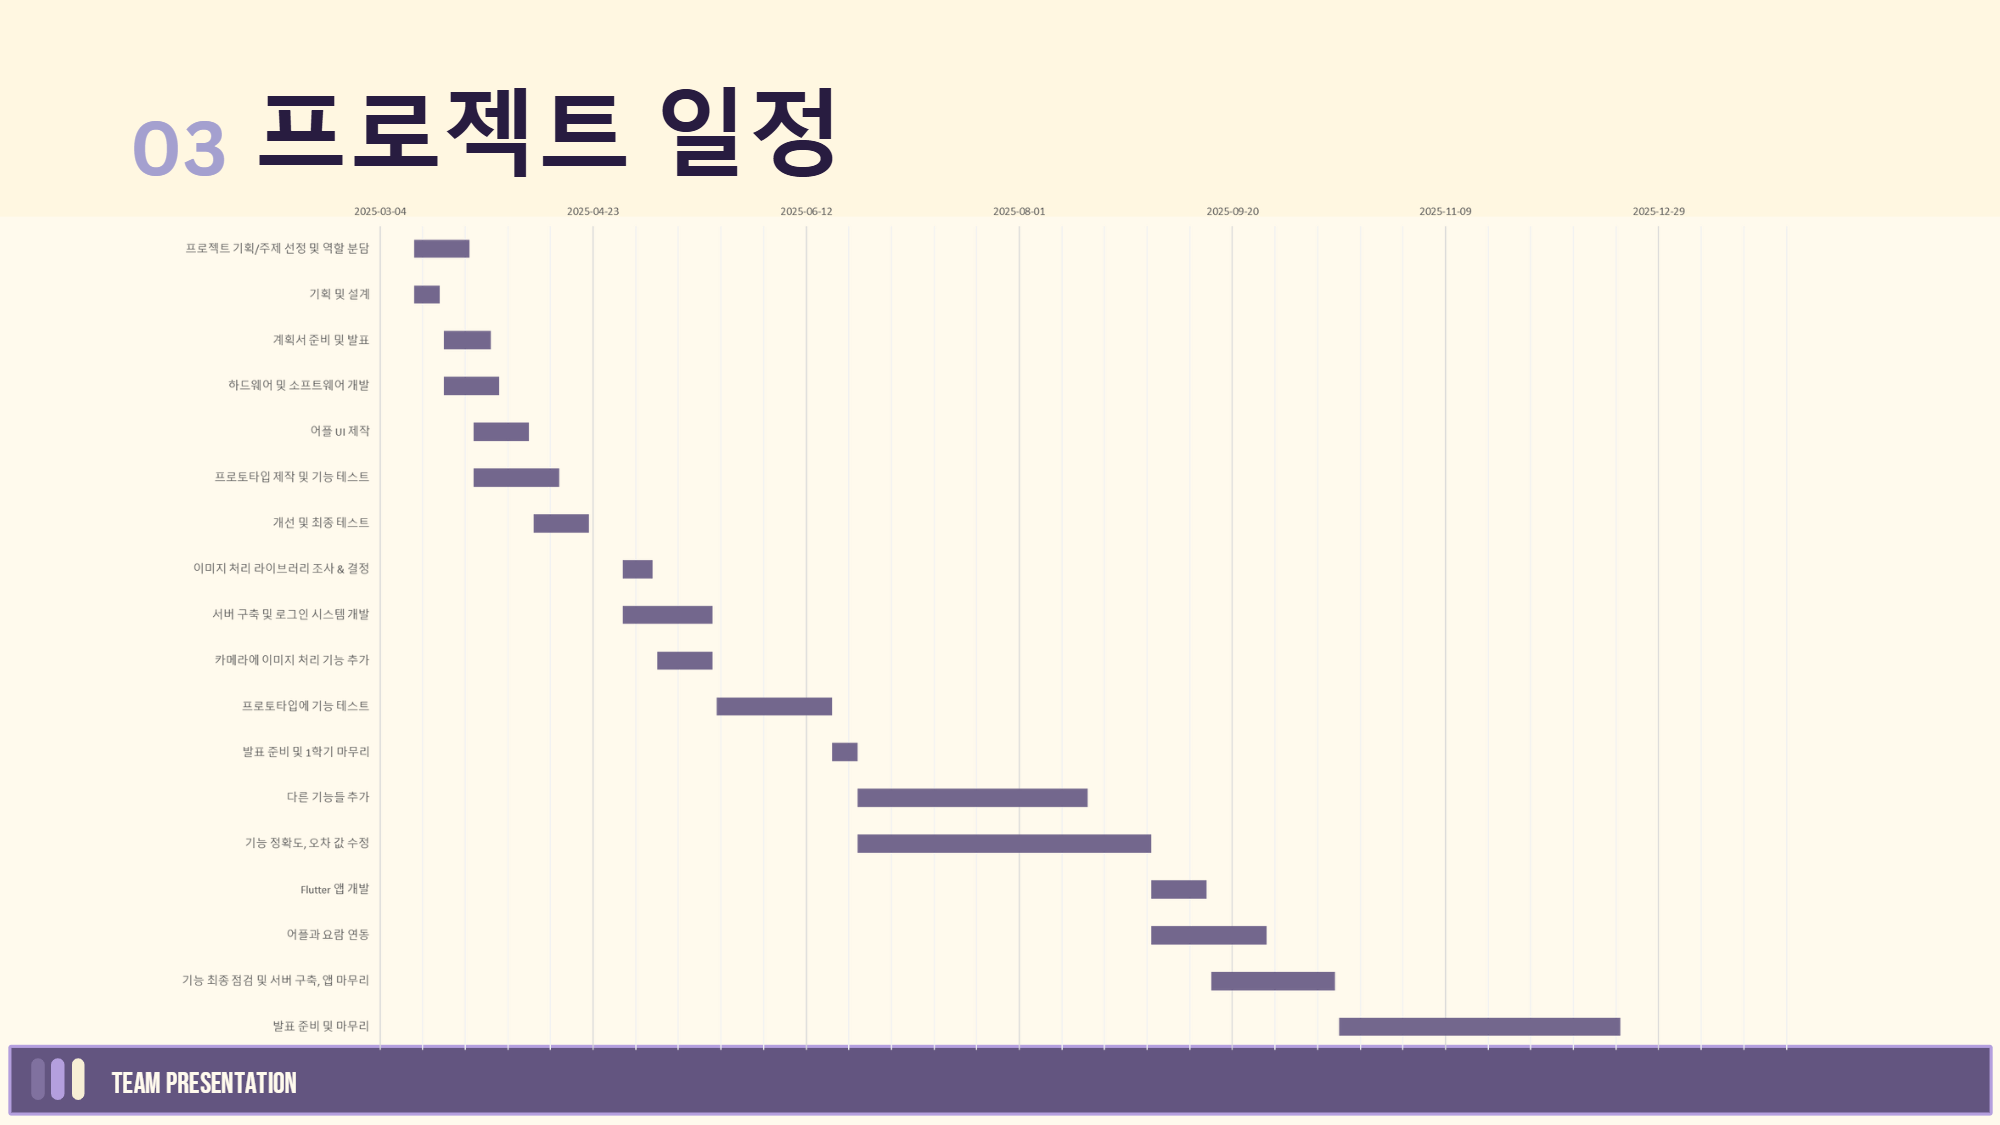 03 프로젝트 일정
2025-03-04 2025-04-23 2025-06-12 2025-08-01 2025-09-20 2025-11-09 2025-12-29
프로젝트 기획/주제 선정 및 역할 분담
기획 및 설계
계획서 준비 및 발표
하드웨어 및 소프트웨어 개발
어플 UI 제작
프로토타입 제작 및 기능 테스트
개선 및 최종 테스트
이미지 처리 라이브러리 조사 & 결정
서버 구축 및 로그인 시스템 개발
카메라에 이미지 처리 기능 추가
프로토타입에 기능 테스트
발표 준비 및 1학기 마무리
다른 기능들 추가
기능 정확도, 오차 값 수정
Flutter 앱 개발
어플과 요람 연동
기능 최종 점검 및 서버 구축, 앱 마무리
발표 준비 및 마무리
TEAM PRESENTATION